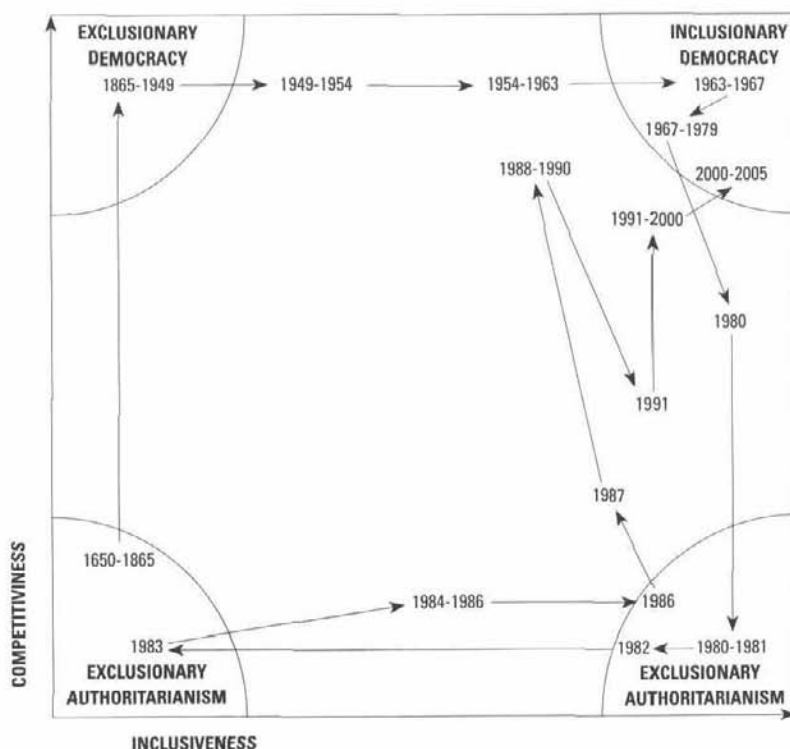 EXCLUSIONARY
DEMOCRACY
1865-1949
1949-1954
1954-1963
INCLUSIONARY
DEMOCRACY
1963-1967
1967-1979
1988-1990
2000-2005
1991-2000
1980
1991
1987
1650-1865
1984-1986
1986
1983
1982
1980-1981
EXCLUSIONARY
AUTHORITARIANISM
EXCLUSIONARY
AUTHORITARIANISM
COMPETITIVINESS
INCLUSIVENESS